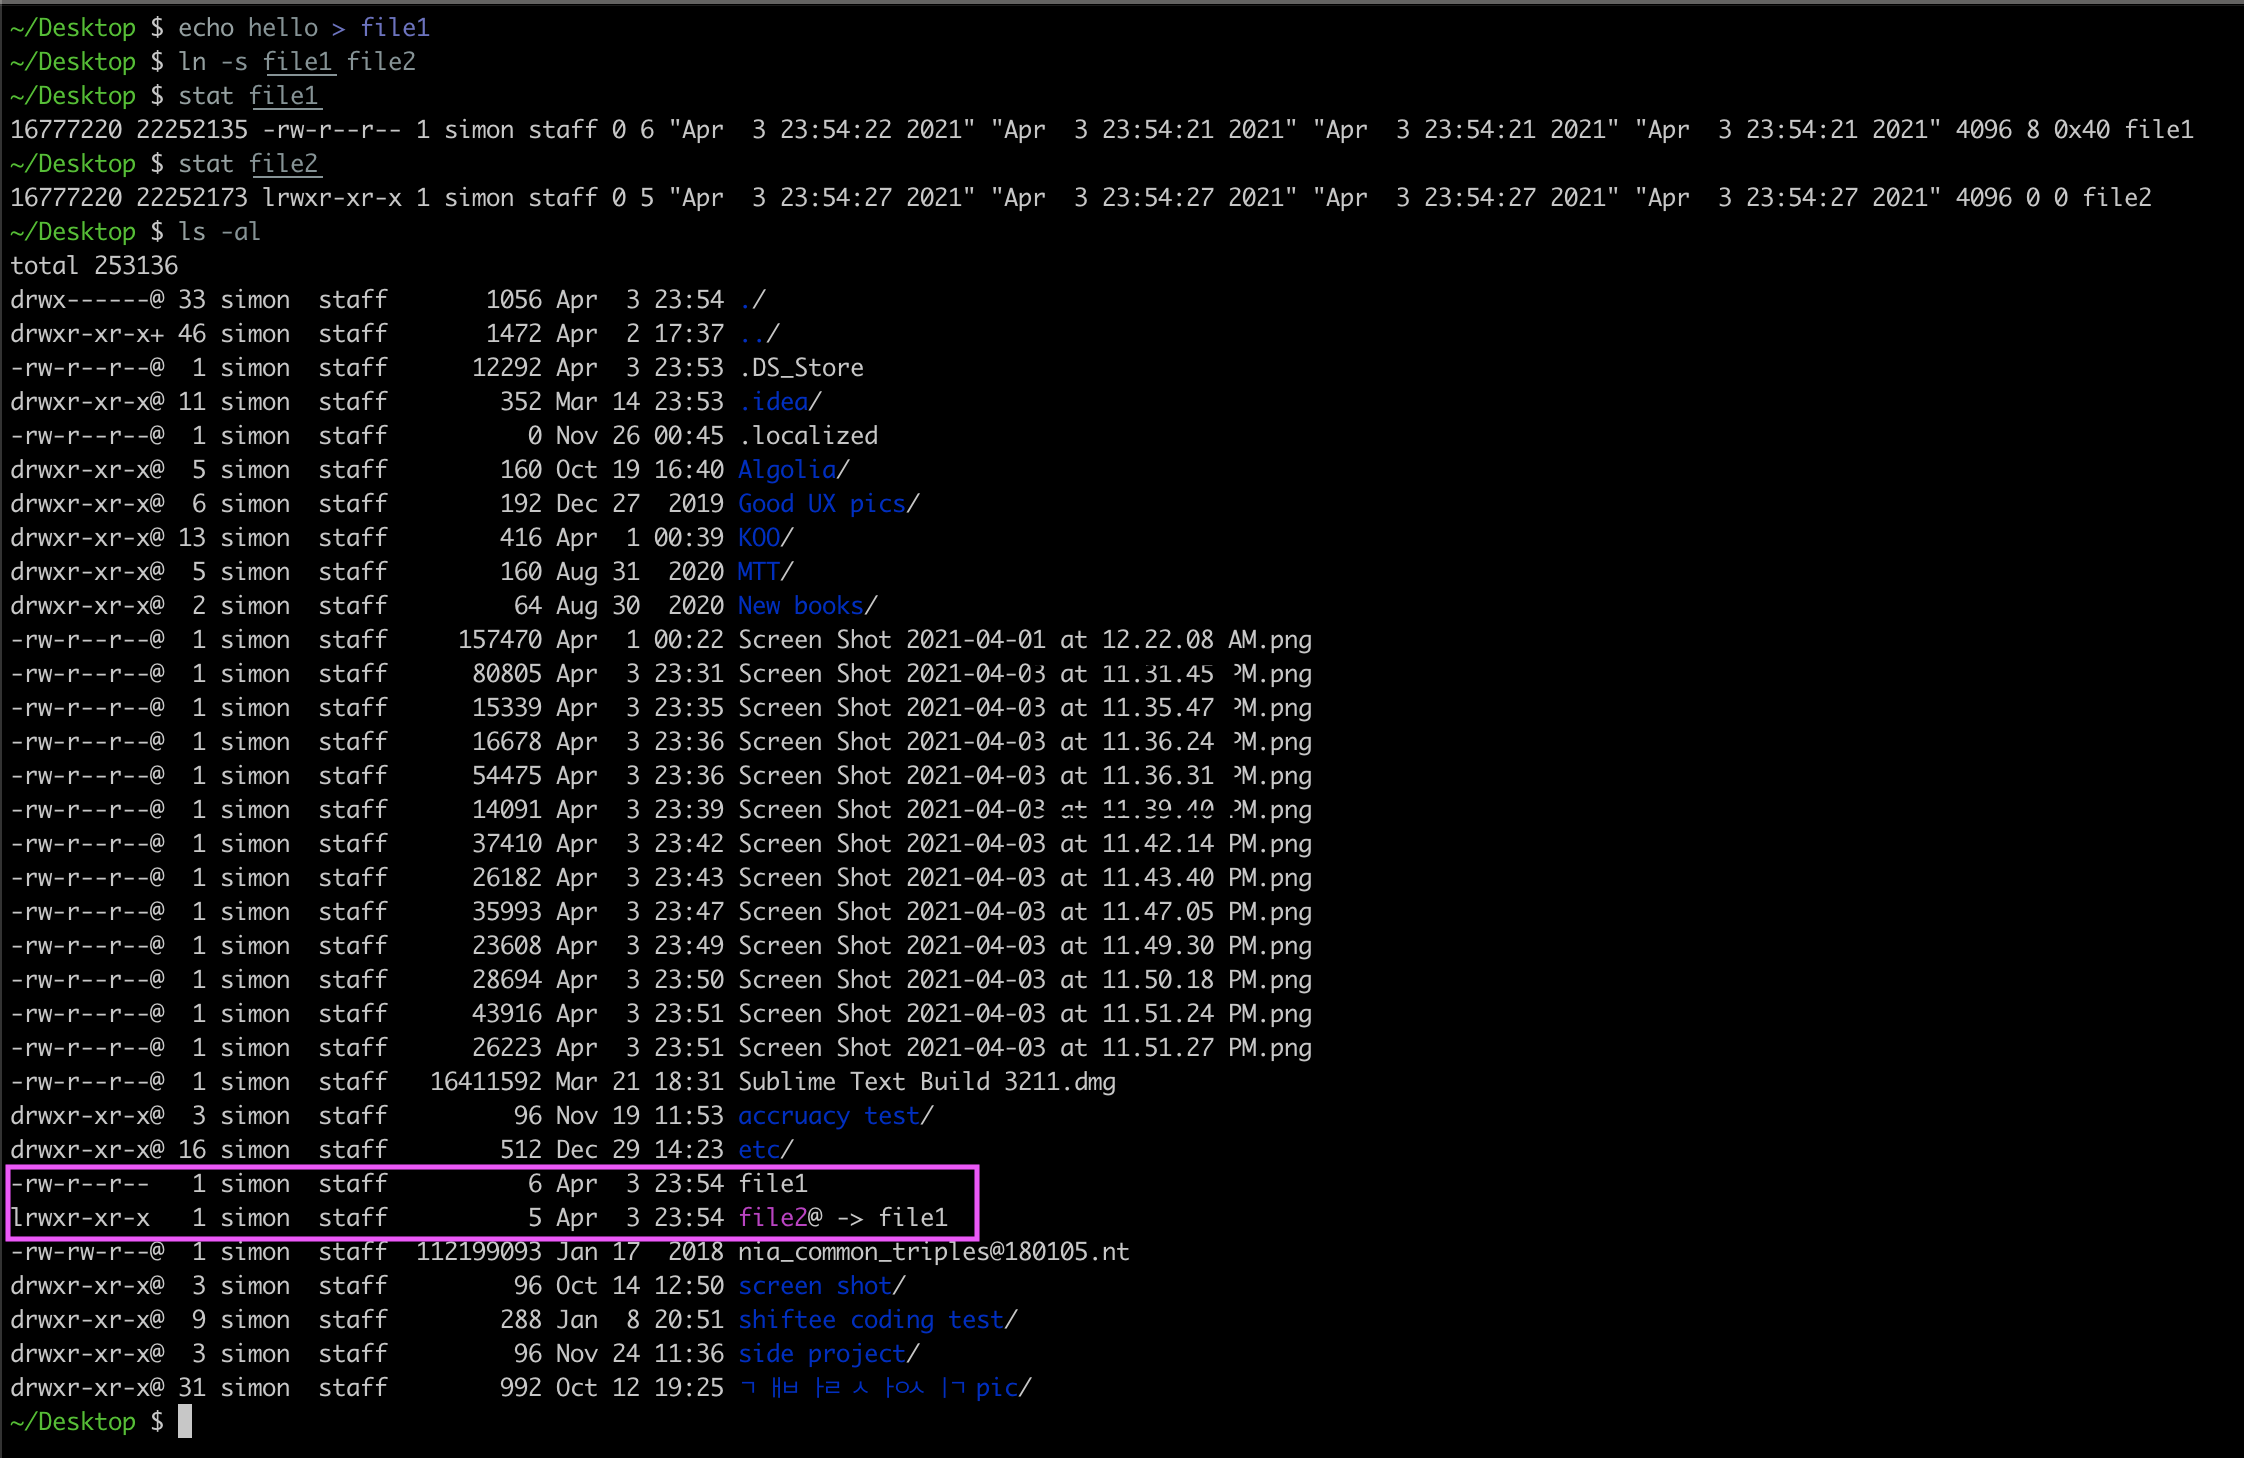 ~/Desktop $ echo hello > file1
~/Desktop $ ln -s file1 file2
~/Desktop $ stat file1
16777220 22252135 -rw-r--r-- 1 simon staff 0 6 "Apr  3 23:54:22 2021" "Apr  3 23:54:21 2021" "Apr  3 23:54:21 2021" "Apr  3 23:54:21 2021" 4096 8 0x40 file1
~/Desktop $ stat file2
16777220 22252173 lrwxr-xr-x 1 simon staff 0 5 "Apr  3 23:54:27 2021" "Apr  3 23:54:27 2021" "Apr  3 23:54:27 2021" "Apr  3 23:54:27 2021" 4096 0 0 file2
~/Desktop $ ls -al
total 253136
drwx------@ 33 simon  staff       1056 Apr  3 23:54 ./
drwxr-xr-x+ 46 simon  staff       1472 Apr  2 17:37 ../
-rw-r--r--@  1 simon  staff      12292 Apr  3 23:53 .DS_Store
drwxr-xr-x@ 11 simon  staff        352 Mar 14 23:53 .idea/
-rw-r--r--@  1 simon  staff          0 Nov 26 00:45 .localized
drwxr-xr-x@  5 simon  staff        160 Oct 19 16:40 Algolia/
drwxr-xr-x@  6 simon  staff        192 Dec 27  2019 Good UX pics/
drwxr-xr-x@ 13 simon  staff        416 Apr  1 00:39 KOO/
drwxr-xr-x@  5 simon  staff        160 Aug 31  2020 MTT/
drwxr-xr-x@  2 simon  staff         64 Aug 30  2020 New books/
-rw-r--r--@  1 simon  staff     157470 Apr  1 00:22 Screen Shot 2021-04-01 at 12.22.08 AM.png
-rw-r--r--@  1 simon  staff      80805 Apr  3 23:31 Screen Shot 2021-04-03 at 11.31.45 PM.png
-rw-r--r--@  1 simon  staff      15339 Apr  3 23:35 Screen Shot 2021-04-03 at 11.35.47 PM.png
-rw-r--r--@  1 simon  staff      16678 Apr  3 23:36 Screen Shot 2021-04-03 at 11.36.24 PM.png
-rw-r--r--@  1 simon  staff      54475 Apr  3 23:36 Screen Shot 2021-04-03 at 11.36.31 PM.png
-rw-r--r--@  1 simon  staff      14091 Apr  3 23:39 Screen Shot 2021-04-03 at 11.39.40 PM.png
-rw-r--r--@  1 simon  staff      37410 Apr  3 23:42 Screen Shot 2021-04-03 at 11.42.14 PM.png
-rw-r--r--@  1 simon  staff      26182 Apr  3 23:43 Screen Shot 2021-04-03 at 11.43.40 PM.png
-rw-r--r--@  1 simon  staff      35993 Apr  3 23:47 Screen Shot 2021-04-03 at 11.47.05 PM.png
-rw-r--r--@  1 simon  staff      23608 Apr  3 23:49 Screen Shot 2021-04-03 at 11.49.30 PM.png
-rw-r--r--@  1 simon  staff      28694 Apr  3 23:50 Screen Shot 2021-04-03 at 11.50.18 PM.png
-rw-r--r--@  1 simon  staff      43916 Apr  3 23:51 Screen Shot 2021-04-03 at 11.51.24 PM.png
-rw-r--r--@  1 simon  staff      26223 Apr  3 23:51 Screen Shot 2021-04-03 at 11.51.27 PM.png
-rw-r--r--@  1 simon  staff   16411592 Mar 21 18:31 Sublime Text Build 3211.dmg
drwxr-xr-x@  3 simon  staff         96 Nov 19 11:53 accruacy test/
drwxr-xr-x@ 16 simon  staff        512 Dec 29 14:23 etc/
-rw-r--r--   1 simon  staff          6 Apr  3 23:54 file1
lrwxr-xr-x   1 simon  staff          5 Apr  3 23:54 file2@ -> file1
-rw-rw-r--@  1 simon  staff  112199093 Jan 17  2018 nia_common_triples@180105.nt
drwxr-xr-x@  3 simon  staff         96 Oct 14 12:50 screen shot/
drwxr-xr-x@  9 simon  staff        288 Jan  8 20:51 shiftee coding test/
drwxr-xr-x@  3 simon  staff         96 Nov 24 11:36 side project/
drwxr-xr-x@ 31 simon  staff        992 Oct 12 19:25 ㄱㅐㅂㅏㄹㅅㅏㅇㅅㅣㄱ pic/
~/Desktop $